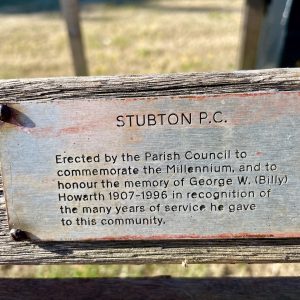 STUBTON P.C.
Erected by the Parish Council to
commemorate the Millennium, and to
honour the memory of George W. (Billy)
Howarth 1907-1996 in recognition of
the many years of service he gave
to this community.